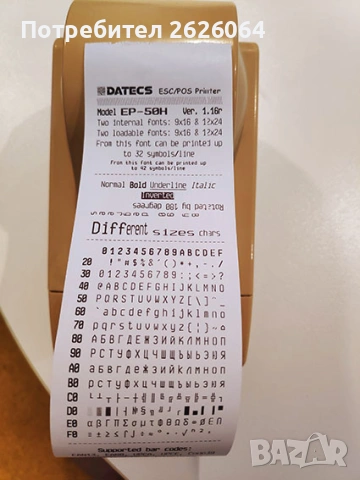 Потребител 2626064
DATECS ESC/POS Printer
Model EP-50H Ver. 1.16r
Two internal fonts: 9x16 & 12x24
Two loadable fonts: 9x16 & 12x24
From this font can be printed up
to 32 symbols/line
From this font can be printed up
to 42 symbols/line
Normal Bold Underline Italic
Inverted
Rotated by 180 degrees
Different sizes chars
0123456789ABCDEF
20 !"#$%&'()*+,-./
30 0123456789:;<=>?
40 @ABCDEFGHIJKLMNO
50 PQRSTUVWXYZ[\]^_
60 `abcdefghijklmno
70 pqrstuvwxyz{|}~
80 АБВГДЕЖЗИЙКЛМНОП
90 РСТУФХЦЧШЩЪЫЬЭЮЯ
A0 абвгдежзийклмноп
B0 рстуфхцчшщъыьэюя
C0
D0
E0
F0
Supported bar codes:
BAZAR